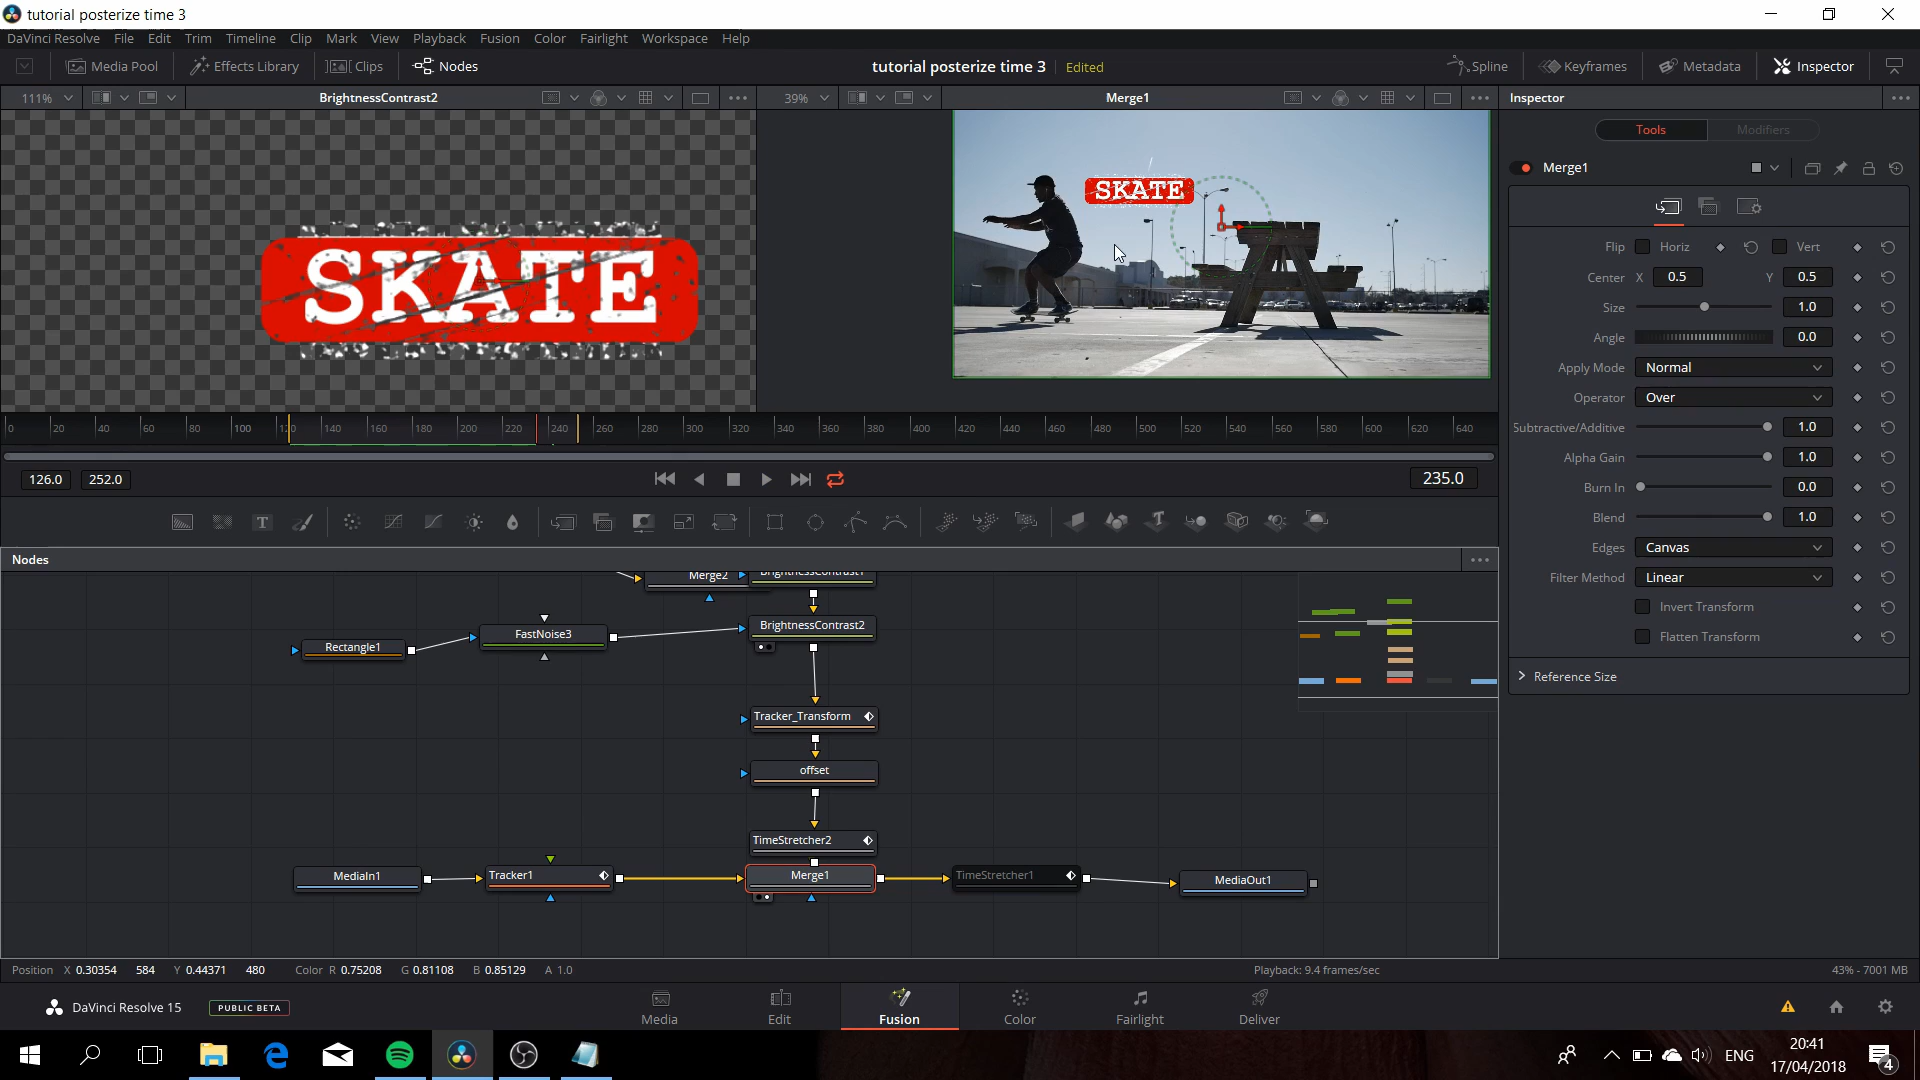 tutorial posterize time 3
DaVinci Resolve File Edit Trim Timeline Clip Mark View Playback Fusion Color Fairlight Workspace Help
Media Pool Effects Library Clips Nodes tutorial posterize time 3 Edited Spline Keyframes Metadata Inspector
111% BrightnessContrast2 39% Merge1 Inspector
Tools Modifiers
Merge1
SKATE
SKATE
Flip Horiz Vert
Center X 0.5 Y 0.5
Size 1.0
Angle 0.0
Apply Mode Normal
Operator Over
Subtractive/Additive 1.0
Alpha Gain 1.0
Burn In 0.0
Blend 1.0
Edges Canvas
Filter Method Linear
Invert Transform
Flatten Transform
Reference Size
0 20 40 60 80 100 140 160 180 200 220 240 260 280 300 320 340 360 380 400 420 440 460 480 500 520 540 560 580 600 620 640
126.0 252.0 235.0
Nodes
Merge2 BrightnessContrast1
Rectangle1 FastNoise3 BrightnessContrast2
Tracker_Transform
offset
TimeStretcher2
MediaIn1 Tracker1 Merge1 TimeStretcher1 MediaOut1
Position X 0.30354 584 Y 0.44371 480 Color R 0.75208 G 0.81108 B 0.85129 A 1.0 Playback: 9.4 frames/sec 43% - 7001 MB
DaVinci Resolve 15 PUBLIC BETA Media Edit Fusion Color Fairlight Deliver
ENG 20:41
17/04/2018 4